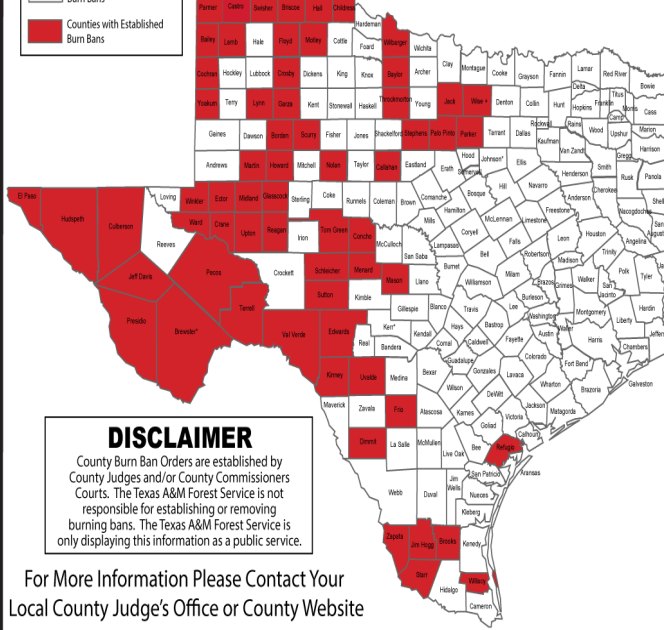 Burn Bans
Counties with Established
Burn Bans
Parmer Castro Swisher Briscoe Hall Childress
Hardeman
Bailey Lamb Hale Floyd Motley Cottle Foard Wilbarger Wichita
Clay Montague Cooke Grayson Fannin Lamar Red River Bowie
Cochran Hockley Lubbock Crosby Dickens King Knox Baylor Archer
Delta Titus Franklin Morris Cass
Yoakum Terry Lynn Garza Kent Stonewall Haskell Throckmorton Young Jack Wise * Denton Collin Hunt Hopkins Camp
Rockwall Rains Wood Upshur Marion
Gaines Dawson Borden Scurry Fisher Jones Shackelford Stephens Palo Pinto Parker Tarrant Dallas Kaufman Van Zandt Gregg Harrison
Andrews Martin Howard Mitchell Nolan Taylor Callahan Eastland Erath Hood Somervell Johnson* Ellis Henderson Smith Rusk Panola
El Paso Hudspeth Culberson Loving Winkler Ector Midland Glasscock Sterling Coke Runnels Coleman Brown Comanche Bosque Hill Navarro Anderson Cherokee Nacogdoches
Ward Crane Upton Reagan Irion Tom Green Concho McCulloch Mills Hamilton McLennan Limestone Freestone Houston Angelina
Reeves Jeff Davis Pecos Crockett Schleicher Menard San Saba Lampasas Coryell Bell Falls Robertson Leon Madison Trinity Polk Tyler
Presidio Brewster* Terrell Sutton Kimble Mason Llano Burnet Williamson Milam Brazos Grimes Walker San Jacinto
Val Verde Edwards Real Kerr* Gillespie Blanco Travis Lee Burleson Washington Montgomery Liberty Hardin
Bandera Kendall Hays Comal Caldwell Bastrop Fayette Austin Waller Harris Chambers
Kinney Uvalde Medina Bexar Guadalupe Gonzales Lavaca Colorado Fort Bend Galveston
Maverick Zavala Frio Atascosa Wilson Karnes DeWitt Victoria Jackson Wharton Matagorda Brazoria
Dimmit La Salle McMullen Live Oak Bee Goliad Refugio Calhoun Aransas
Webb Duval Jim Wells San Patricio Nueces Kleberg
Zapata Jim Hogg Brooks Kenedy
Starr Hidalgo Willacy Cameron
DISCLAIMER
County Burn Ban Orders are established by
County Judges and/or County Commissioners
Courts. The Texas A&M Forest Service is not
responsible for establishing or removing
burning bans. The Texas A&M Forest Service is
only displaying this information as a public service.
For More Information Please Contact Your
Local County Judge's Office or County Website